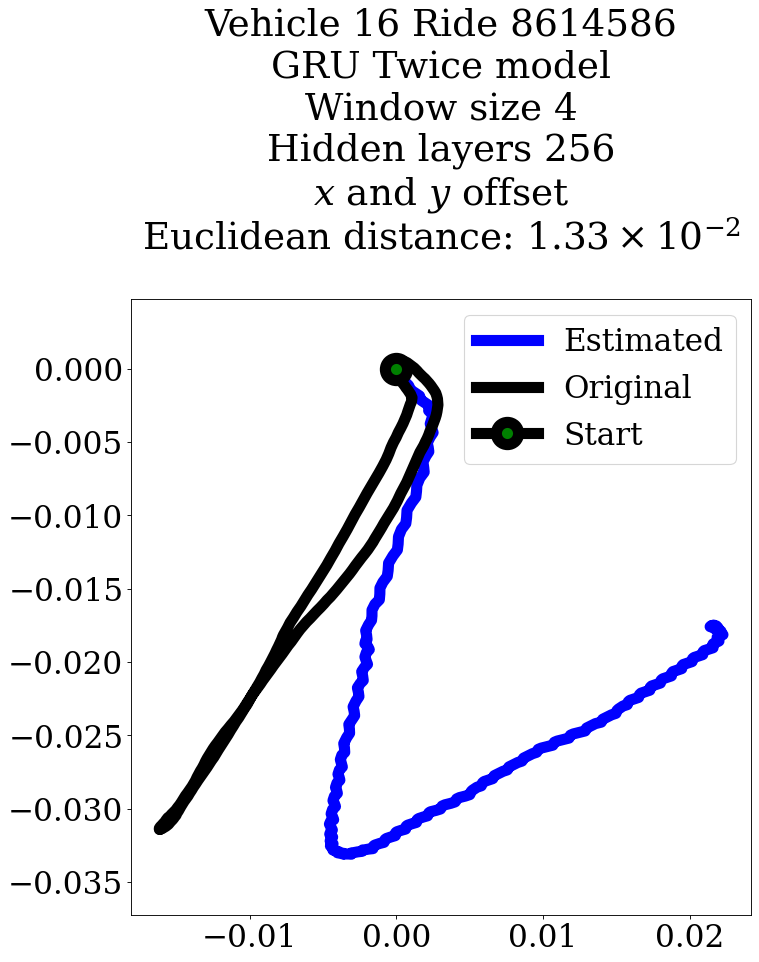 Vehicle 16 Ride 8614586
GRU Twice model
Window size 4
Hidden layers 256
x and y offset
Euclidean distance: 1.33 × 10⁻²
Estimated
Original
Start
0.000
−0.005
−0.010
−0.015
−0.020
−0.025
−0.030
−0.035
−0.01 0.00 0.01 0.02